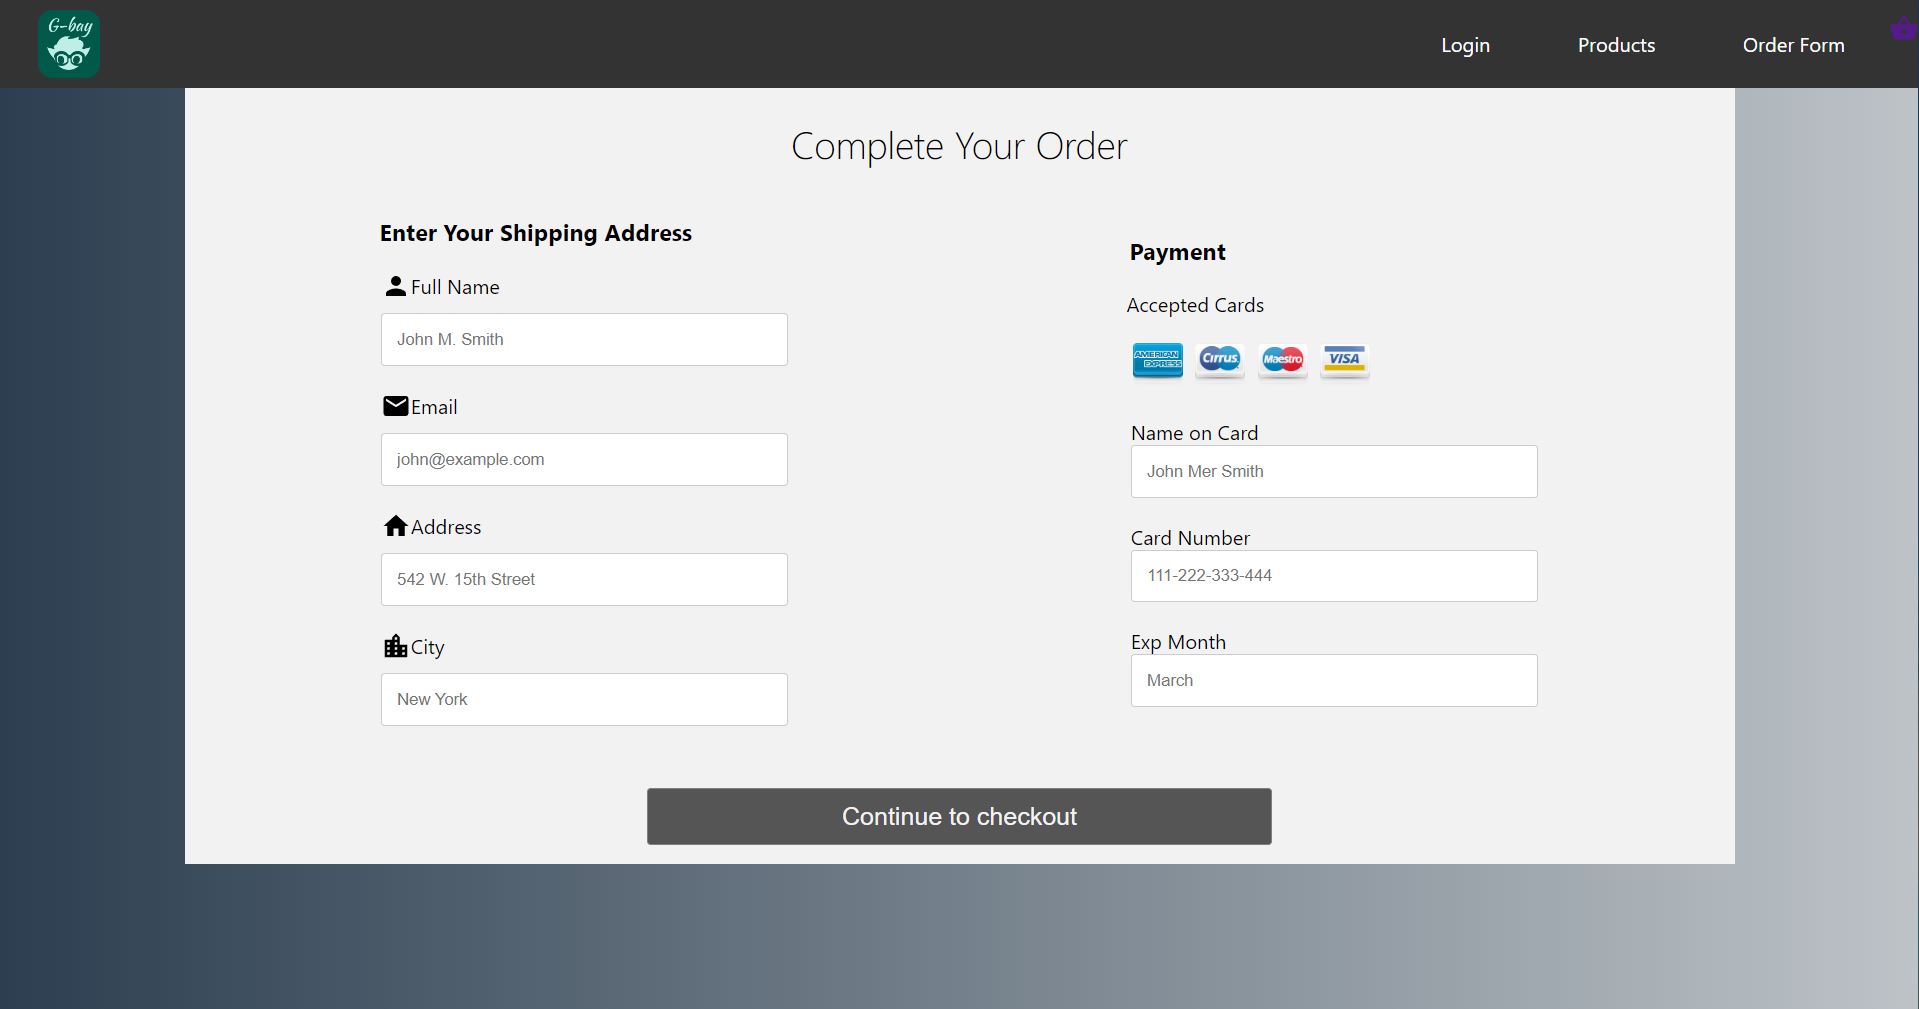 G-bay
Login
Products
Order Form
Complete Your Order
Enter Your Shipping Address
Full Name
John M. Smith
Email
john@example.com
Address
542 W. 15th Street
City
New York
Payment
Accepted Cards
AMERICAN EXPRESS
Cirrus
Maestro
VISA
Name on Card
John Mer Smith
Card Number
111-222-333-444
Exp Month
March
Continue to checkout